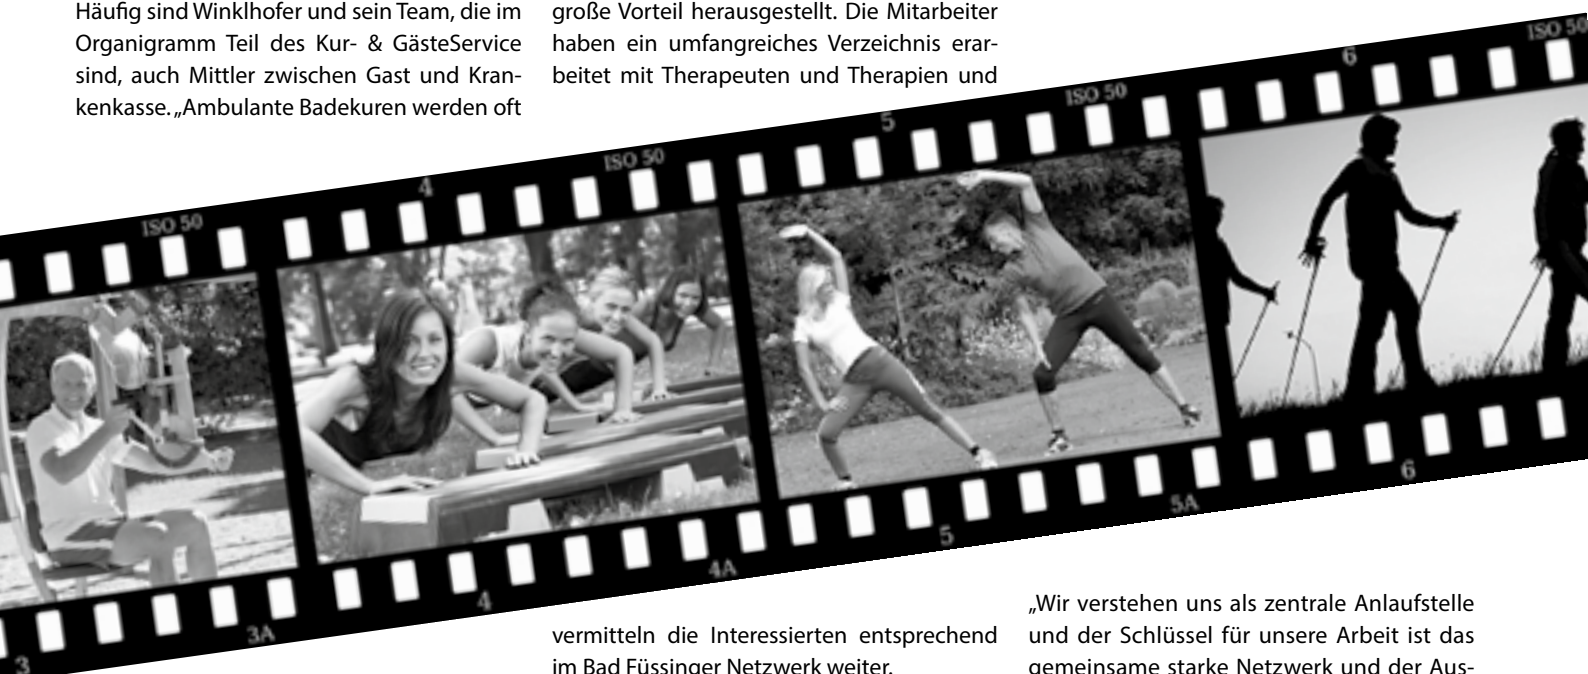 Häufig sind Winklhofer und sein Team, die im
Organigramm Teil des Kur- & GästeService
sind, auch Mittler zwischen Gast und Kran-
kenkasse. „Ambulante Badekuren werden oft
große Vorteil herausgestellt. Die Mitarbeiter
haben ein umfangreiches Verzeichnis erar-
beitet mit Therapeuten und Therapien und
ISO 50
4
ISO 50
5
ISO 50
6
ISO 50
3
3A
4
4A
5
5A
6
vermitteln die Interessierten entsprechend
im Bad Füssinger Netzwerk weiter.
„Wir verstehen uns als zentrale Anlaufstelle
und der Schlüssel für unsere Arbeit ist das
gemeinsame starke Netzwerk und der Aus-